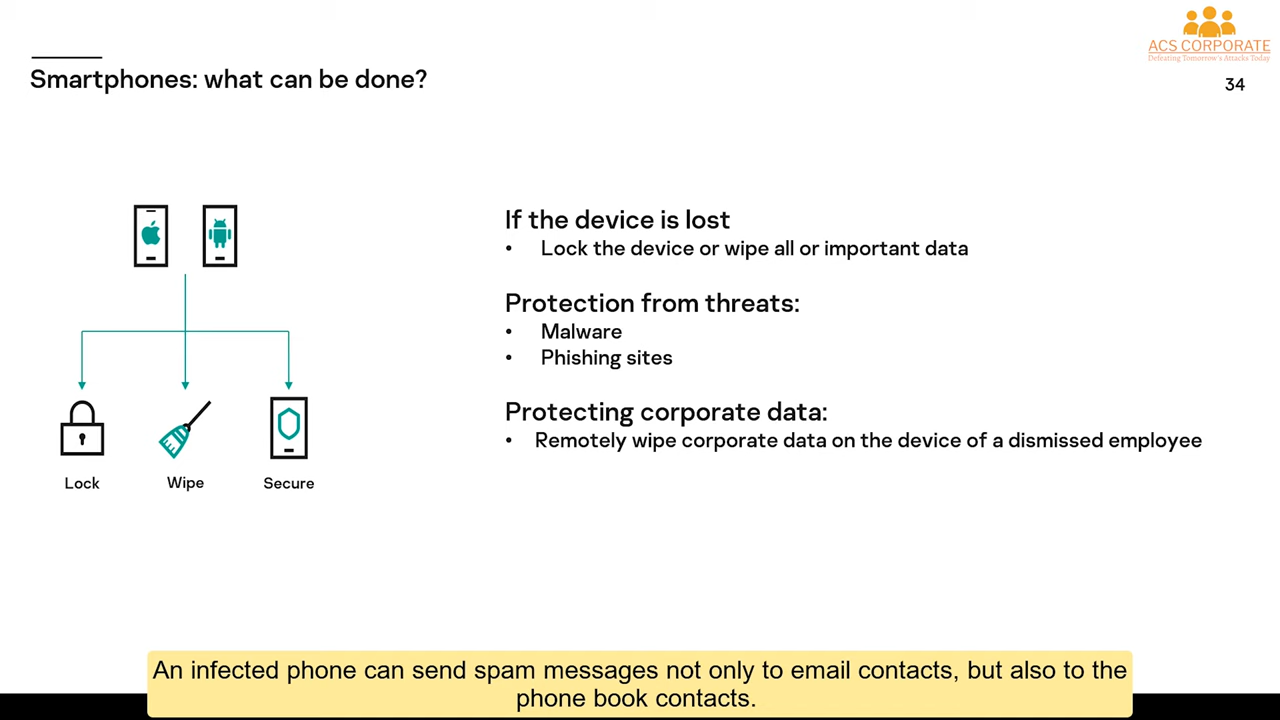 ACS CORPORATE
Defeating Tomorrow's Attacks Today
Smartphones: what can be done?
34
If the device is lost
• Lock the device or wipe all or important data
Protection from threats:
• Malware
• Phishing sites
Protecting corporate data:
• Remotely wipe corporate data on the device of a dismissed employee
Lock
Wipe
Secure
An infected phone can send spam messages not only to email contacts, but also to the
phone book contacts.